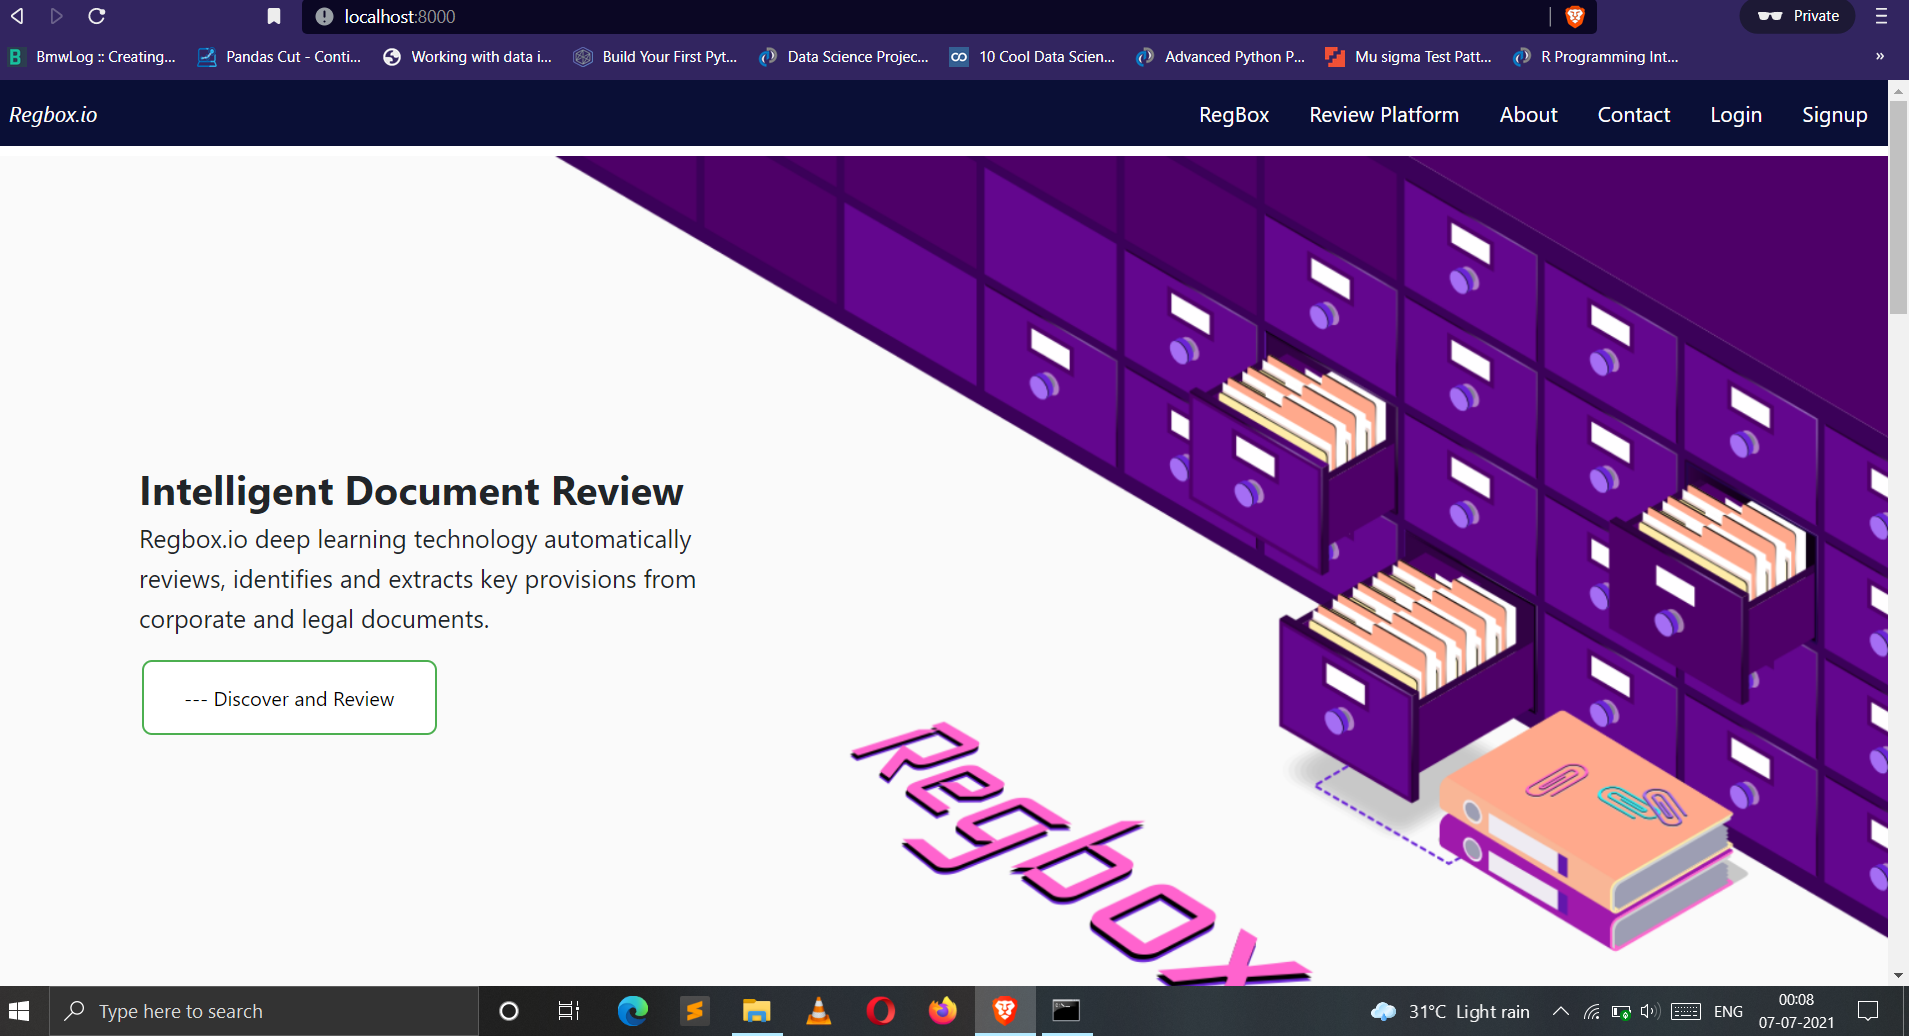 localhost:8000
Private
BmwLog :: Creating...
Pandas Cut - Conti...
Working with data i...
Build Your First Pyt...
Data Science Projec...
10 Cool Data Scien...
Advanced Python P...
Mu sigma Test Patt...
R Programming Int...
»
Regbox.io
RegBox
Review Platform
About
Contact
Login
Signup
Intelligent Document Review
Regbox.io deep learning technology automatically
reviews, identifies and extracts key provisions from
corporate and legal documents.
--- Discover and Review
Regbox
Type here to search
31°C Light rain
ENG
00:08
07-07-2021